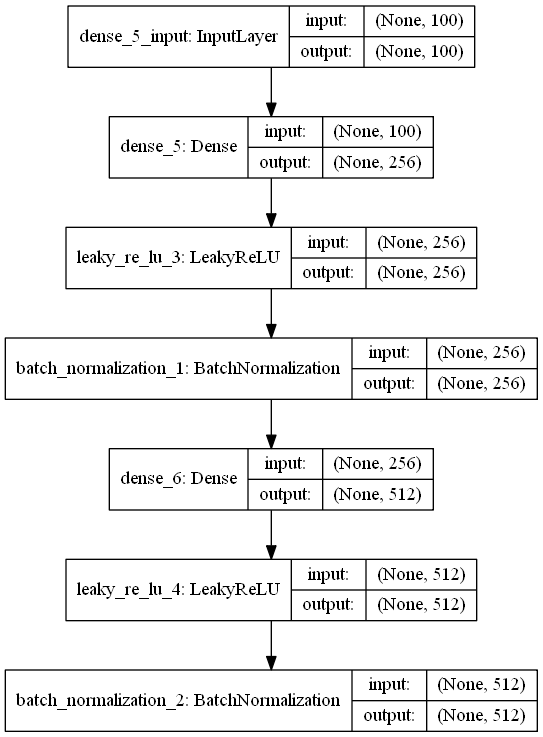 dense_5_input: InputLayer
input: (None, 100)
output: (None, 100)
dense_5: Dense
input: (None, 100)
output: (None, 256)
leaky_re_lu_3: LeakyReLU
input: (None, 256)
output: (None, 256)
batch_normalization_1: BatchNormalization
input: (None, 256)
output: (None, 256)
dense_6: Dense
input: (None, 256)
output: (None, 512)
leaky_re_lu_4: LeakyReLU
input: (None, 512)
output: (None, 512)
batch_normalization_2: BatchNormalization
input: (None, 512)
output: (None, 512)